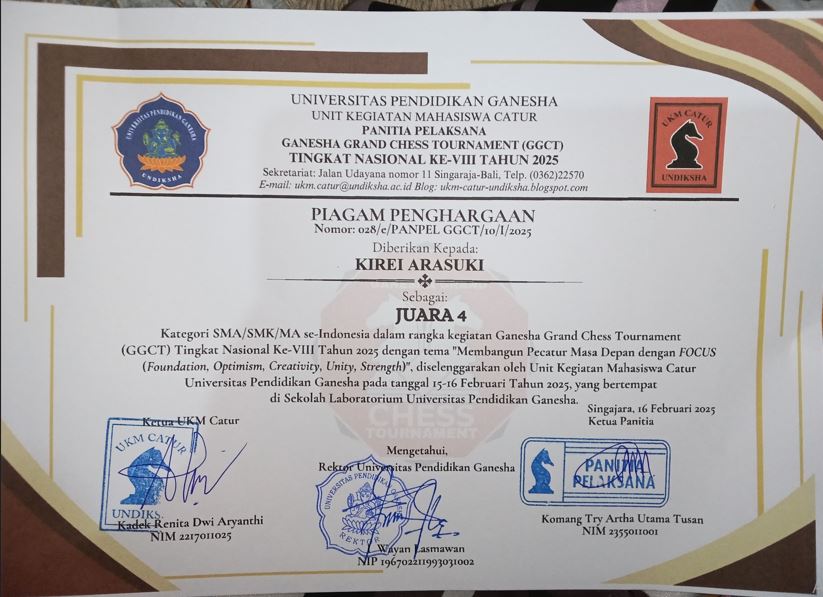 UNIVERSITAS PENDIDIKAN GANESHA
UNIT KEGIATAN MAHASISWA CATUR
PANITIA PELAKSANA
GANESHA GRAND CHESS TOURNAMENT (GGCT)
TINGKAT NASIONAL KE-VIII TAHUN 2025
Sekretariat: Jalan Udayana nomor 11 Singaraja-Bali, Telp. (0362)22570
E-mail: ukm.catur@undiksha.ac.id Blog: ukm-catur-undiksha.blogspot.com
UNIVERSITAS PENDIDIKAN GANESHA
UNDIKSHA
UKM CATUR
UNDIKSHA
PIAGAM PENGHARGAAN
Nomor: 028/e/PANPEL GGCT/10/I/2025
Diberikan Kepada:
KIREI ARASUKI
Sebagai:
JUARA 4
Kategori SMA/SMK/MA se-Indonesia dalam rangka kegiatan Ganesha Grand Chess Tournament
(GGCT) Tingkat Nasional Ke-VIII Tahun 2025 dengan tema "Membangun Pecatur Masa Depan dengan FOCUS
(Foundation, Optimism, Creativity, Unity, Strength)", diselenggarakan oleh Unit Kegiatan Mahasiswa Catur
Universitas Pendidikan Ganesha pada tanggal 15-16 Februari Tahun 2025, yang bertempat
di Sekolah Laboratorium Universitas Pendidikan Ganesha.
CHESS
TOURNAMENT
Singajara, 16 Februari 2025
Ketua UKM Catur
Ketua Panitia
UKM CATUR
UNDIKS
Kadek Renita Dwi Aryanthi
NIM 2217011025
Mengetahui,
Rektor Universitas Pendidikan Ganesha
UNIVERSITAS PENDIDIKAN
REKTOR
Wayan Lasmawan
NIP 196702211993031002
PANITIA
PELAKSANA
Komang Try Artha Utama Tusan
NIM 2355011001